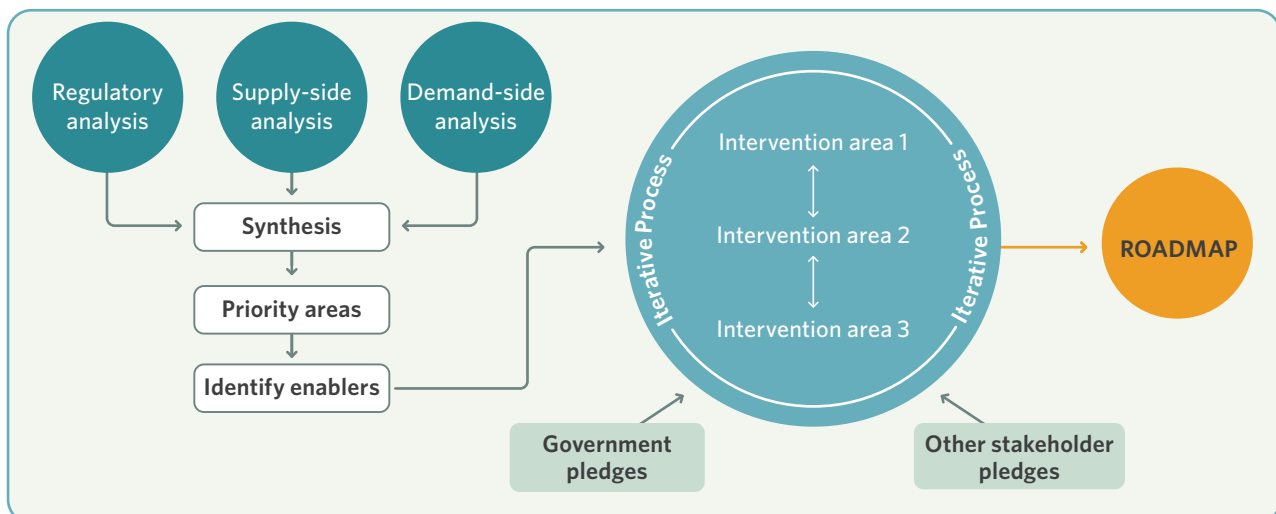 Regulatory
analysis
Supply-side
analysis
Demand-side
analysis
Synthesis
Priority areas
Identify enablers
Iterative Process
Intervention area 1
Intervention area 2
Intervention area 3
Iterative Process
Government
pledges
Other stakeholder
pledges
ROADMAP